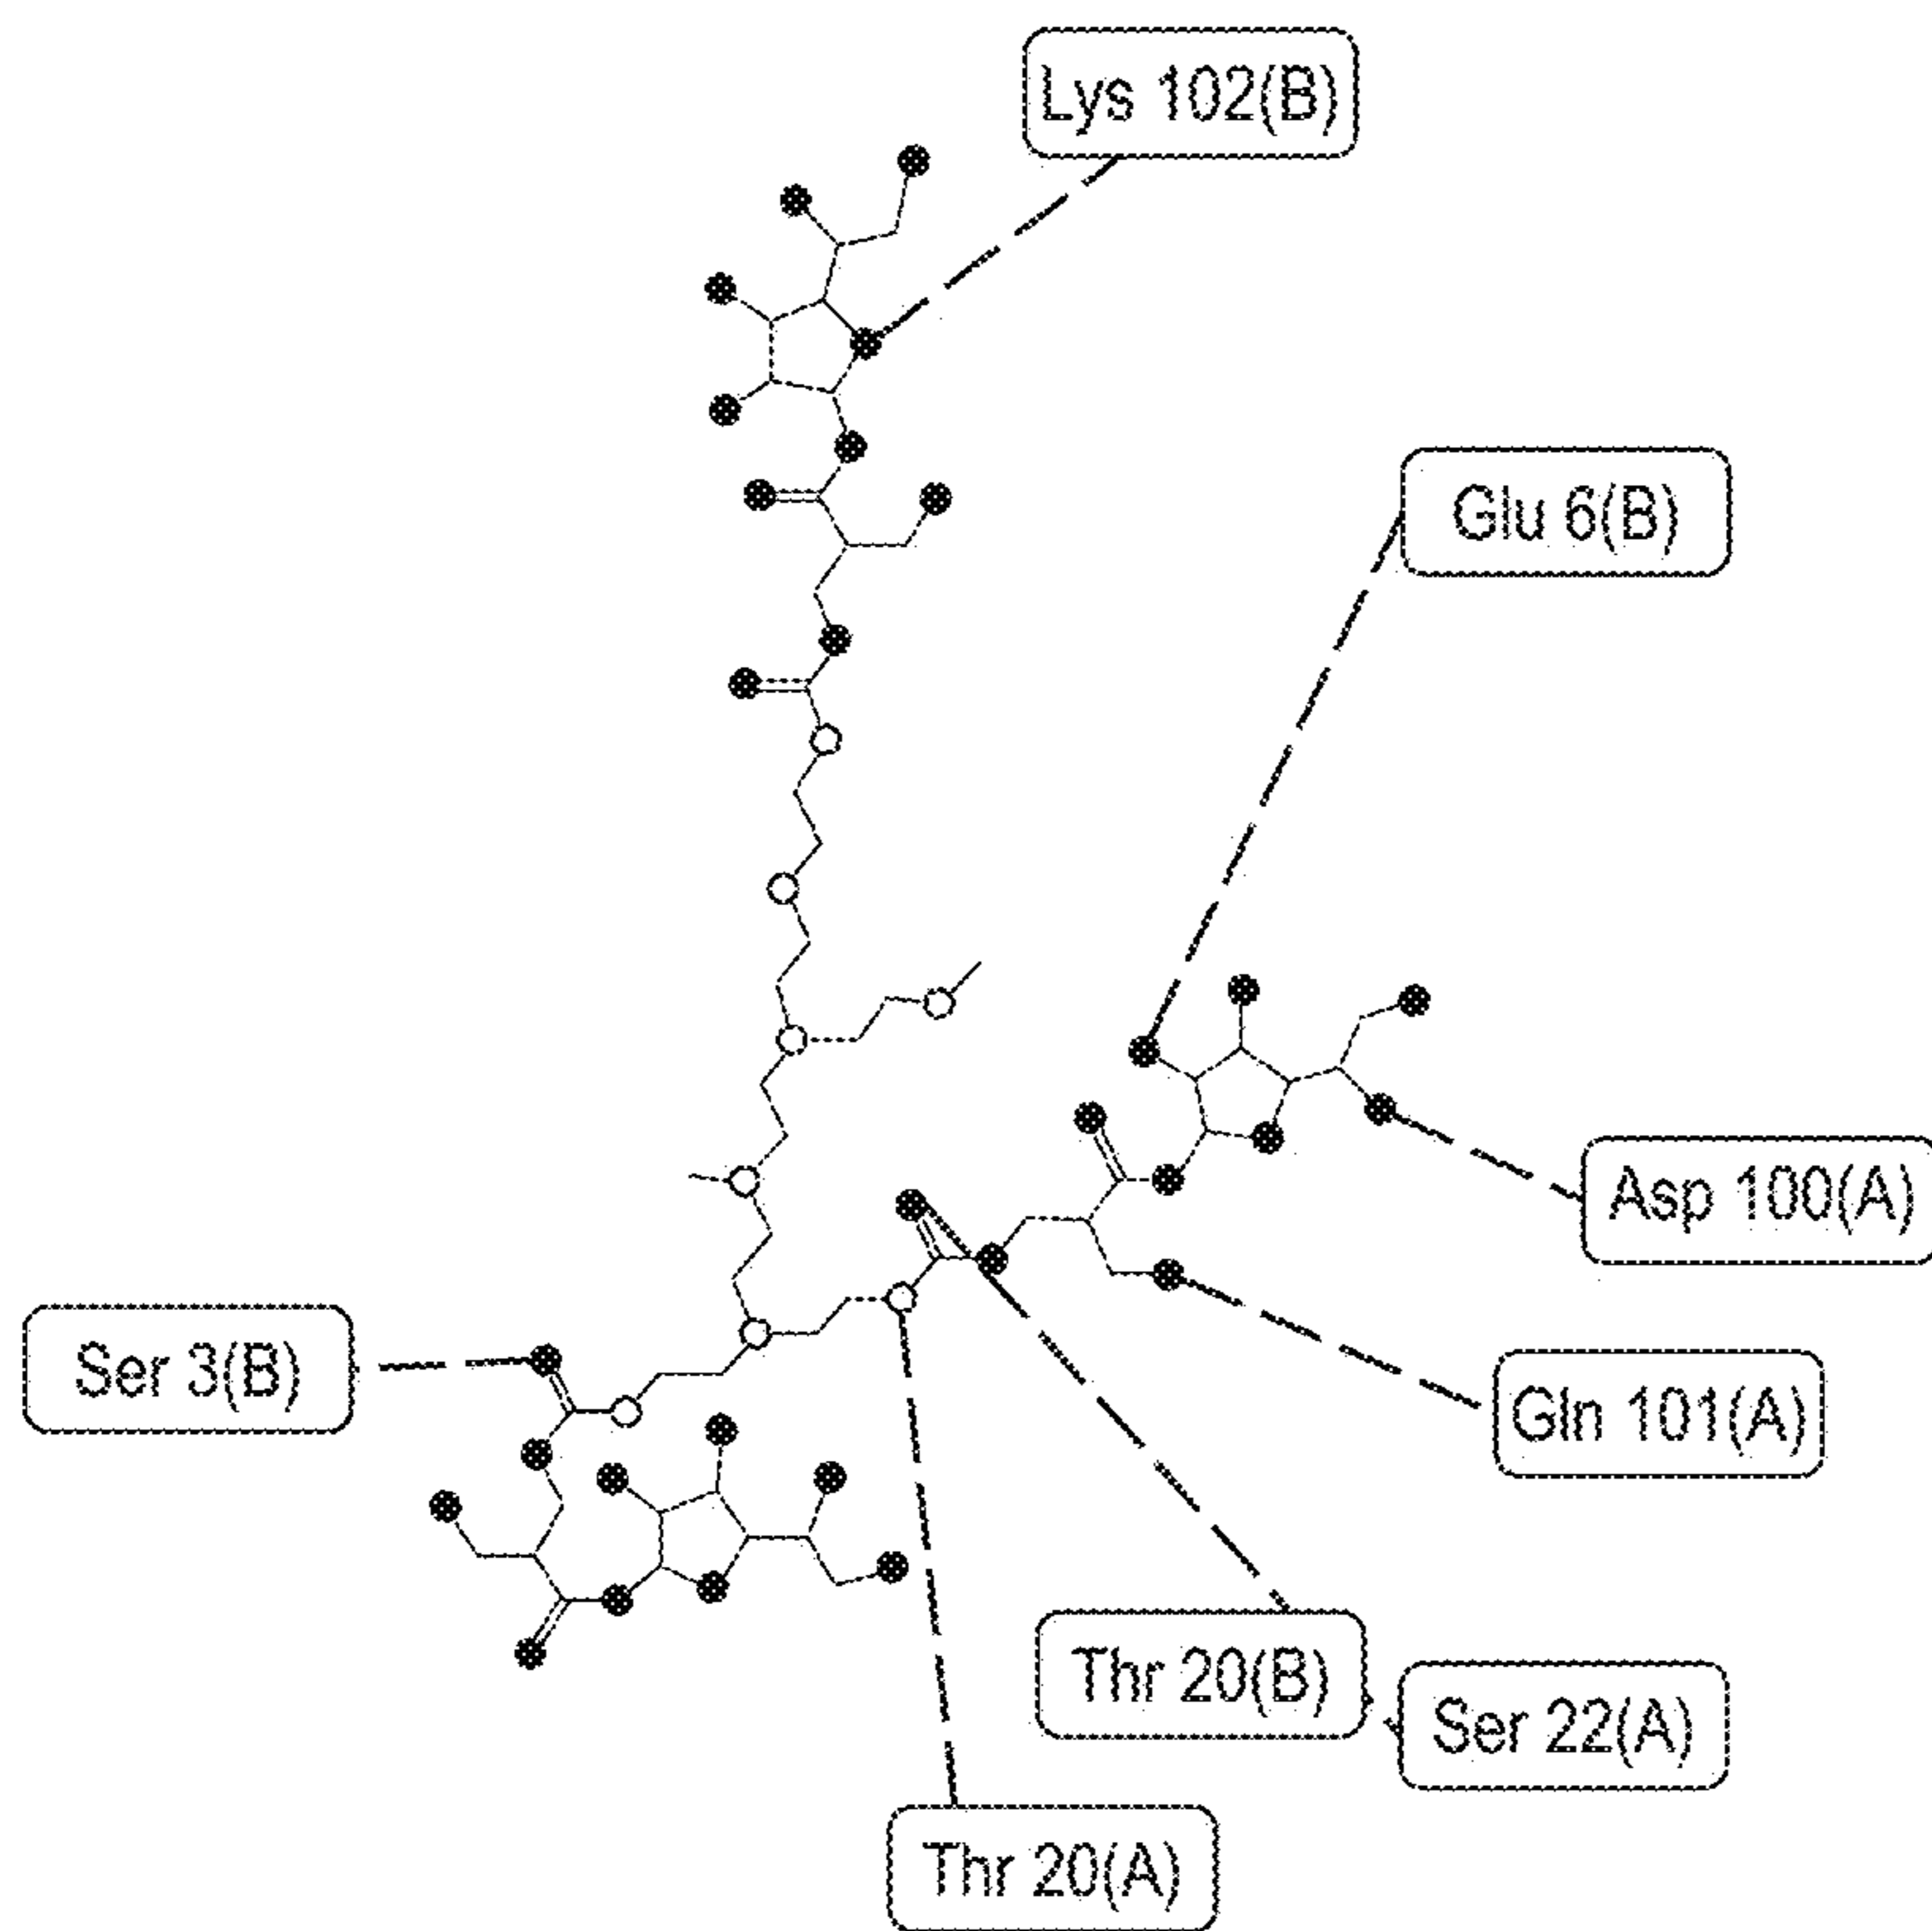 Lys 102(B)
Glu 6(B)
Asp 100(A)
Ser 3(B)
Gln 101(A)
Thr 20(B)
Ser 22(A)
Thr 20(A)